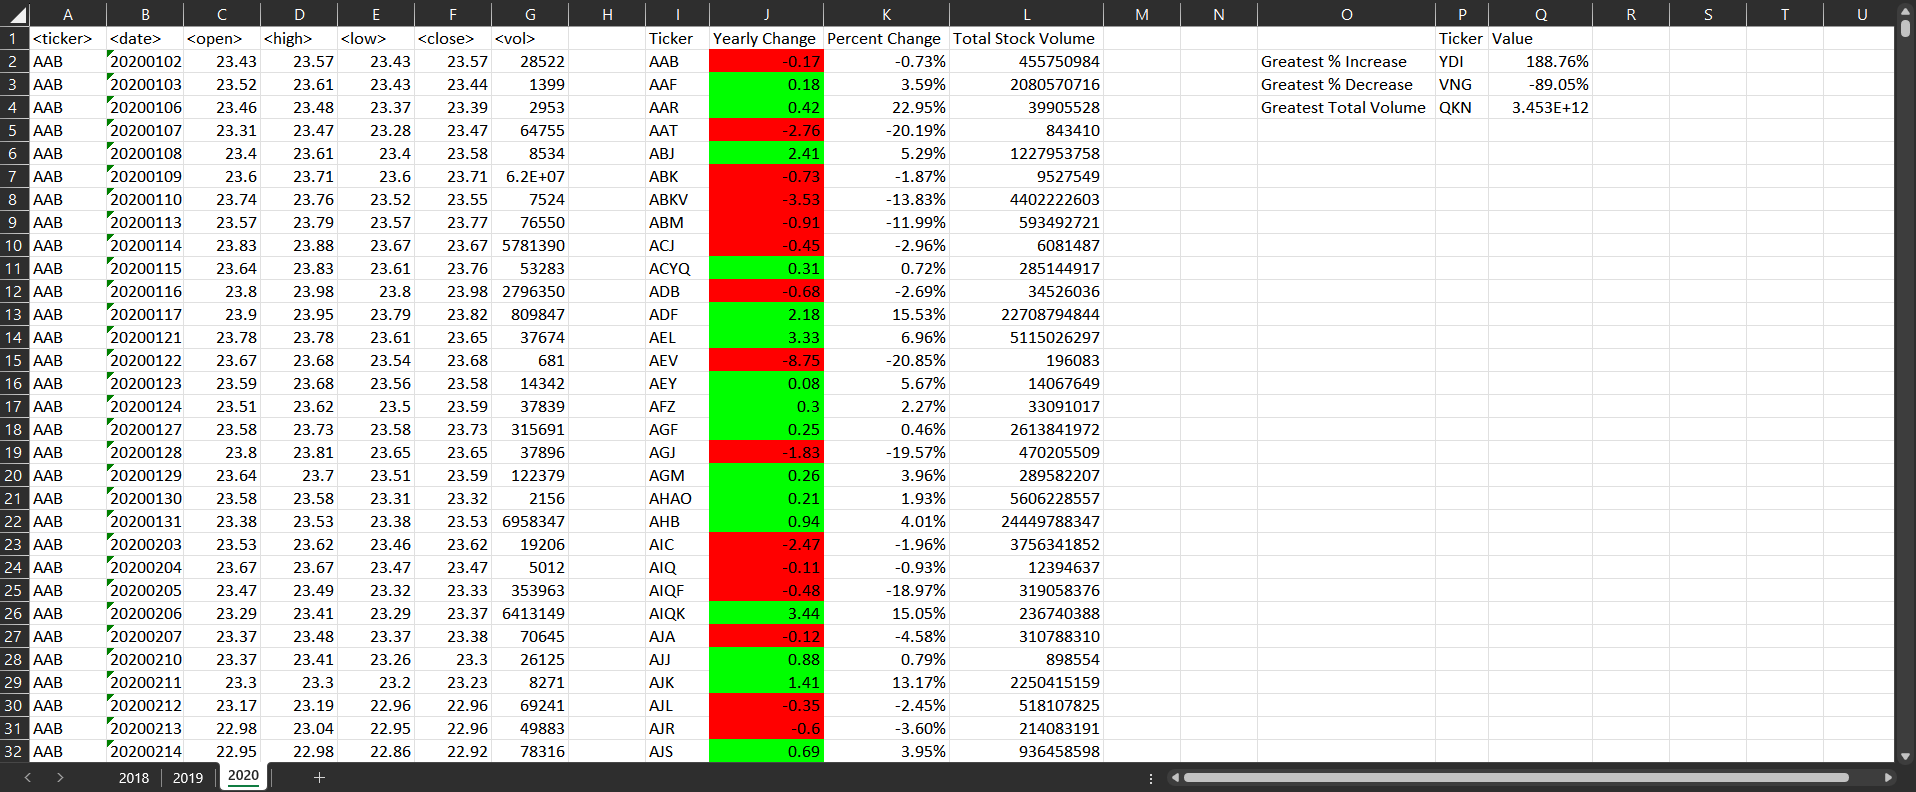 A B C D E F G H I J K L M N O P Q R S T U
1 <ticker> <date> <open> <high> <low> <close> <vol> Ticker Yearly Change Percent Change Total Stock Volume Ticker Value
2 AAB 20200102 23.43 23.57 23.43 23.57 28522 AAB -0.17 -0.73% 455750984 Greatest % Increase YDI 188.76%
3 AAB 20200103 23.52 23.61 23.43 23.44 1399 AAF 0.18 3.59% 2080570716 Greatest % Decrease VNG -89.05%
4 AAB 20200106 23.46 23.48 23.37 23.39 2953 AAR 0.42 22.95% 39905528 Greatest Total Volume QKN 3.453E+12
5 AAB 20200107 23.31 23.47 23.28 23.47 64755 AAT -2.76 -20.19% 843410
6 AAB 20200108 23.4 23.61 23.4 23.58 8534 ABJ 2.41 5.29% 1227953758
7 AAB 20200109 23.6 23.71 23.6 23.71 6.2E+07 ABK -0.73 -1.87% 9527549
8 AAB 20200110 23.74 23.76 23.52 23.55 7524 ABKV -3.53 -13.83% 4402222603
9 AAB 20200113 23.57 23.79 23.57 23.77 76550 ABM -0.91 -11.99% 593492721
10 AAB 20200114 23.83 23.88 23.67 23.67 5781390 ACJ -0.45 -2.96% 6081487
11 AAB 20200115 23.64 23.83 23.61 23.76 53283 ACYQ 0.31 0.72% 285144917
12 AAB 20200116 23.8 23.98 23.8 23.98 2796350 ADB -0.68 -2.69% 34526036
13 AAB 20200117 23.9 23.95 23.79 23.82 809847 ADF 2.18 15.53% 22708794844
14 AAB 20200121 23.78 23.78 23.61 23.65 37674 AEL 3.33 6.96% 5115026297
15 AAB 20200122 23.67 23.68 23.54 23.68 681 AEV -8.75 -20.85% 196083
16 AAB 20200123 23.59 23.68 23.56 23.58 14342 AEY 0.08 5.67% 14067649
17 AAB 20200124 23.51 23.62 23.5 23.59 37839 AFZ 0.3 2.27% 33091017
18 AAB 20200127 23.58 23.73 23.58 23.73 315691 AGF 0.25 0.46% 2613841972
19 AAB 20200128 23.8 23.81 23.65 23.65 37896 AGJ -1.83 -19.57% 470205509
20 AAB 20200129 23.64 23.7 23.51 23.59 122379 AGM 0.26 3.96% 289582207
21 AAB 20200130 23.58 23.58 23.31 23.32 2156 AHAO 0.21 1.93% 5606228557
22 AAB 20200131 23.38 23.53 23.38 23.53 6958347 AHB 0.94 4.01% 24449788347
23 AAB 20200203 23.53 23.62 23.46 23.62 19206 AIC -2.47 -1.96% 3756341852
24 AAB 20200204 23.67 23.67 23.47 23.47 5012 AIQ -0.11 -0.93% 12394637
25 AAB 20200205 23.47 23.49 23.32 23.33 353963 AIQF -0.48 -18.97% 319058376
26 AAB 20200206 23.29 23.41 23.29 23.37 6413149 AIQK 3.44 15.05% 236740388
27 AAB 20200207 23.37 23.48 23.37 23.38 70645 AJA -0.12 -4.58% 310788310
28 AAB 20200210 23.37 23.41 23.26 23.3 26125 AJJ 0.88 0.79% 898554
29 AAB 20200211 23.3 23.3 23.2 23.23 8271 AJK 1.41 13.17% 2250415159
30 AAB 20200212 23.17 23.19 22.96 22.96 69241 AJL -0.35 -2.45% 518107825
31 AAB 20200213 22.98 23.04 22.95 22.96 49883 AJR -0.6 -3.60% 214083191
32 AAB 20200214 22.95 22.98 22.86 22.92 78316 AJS 0.69 3.95% 936458598
2018 2019 2020